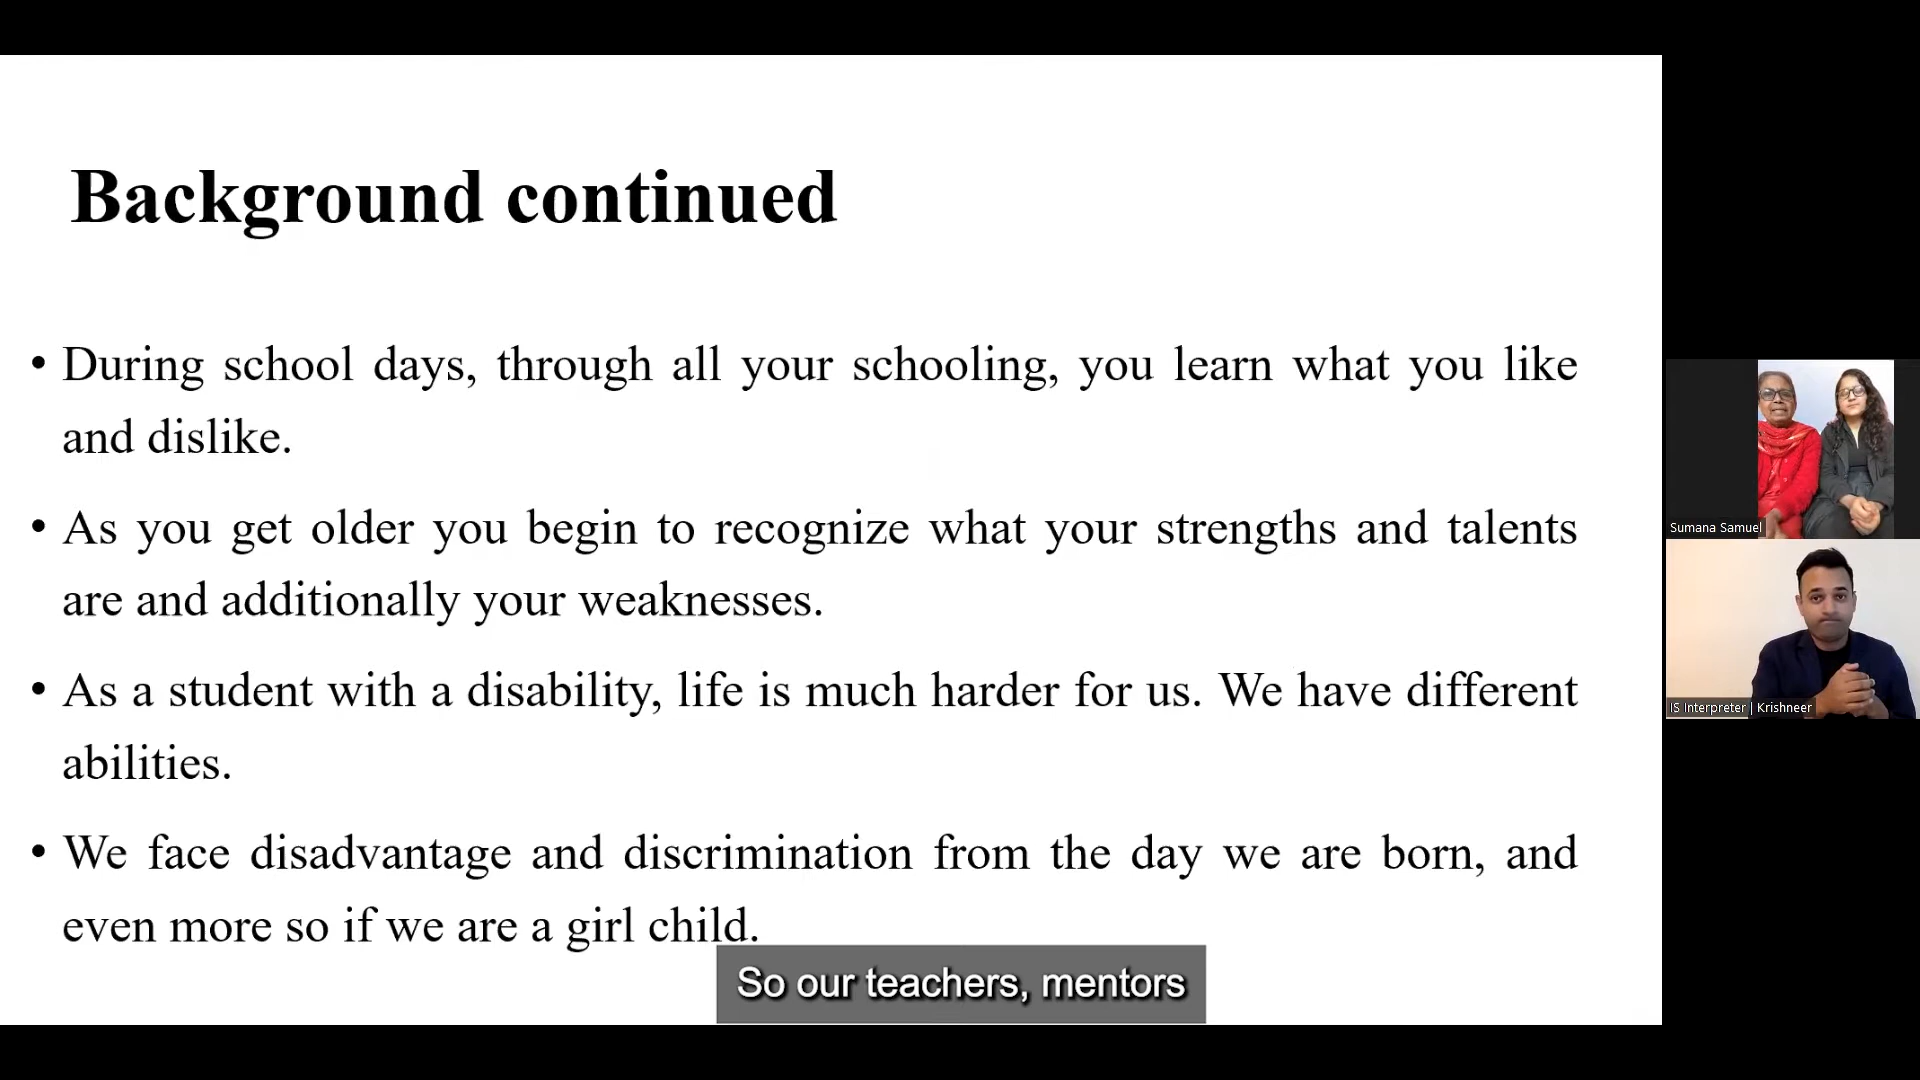 Background continued
• During school days, through all your schooling, you learn what you like
and dislike.
• As you get older you begin to recognize what your strengths and talents
are and additionally your weaknesses.
• As a student with a disability, life is much harder for us. We have different
abilities.
• We face disadvantage and discrimination from the day we are born, and
even more so if we are a girl child.
So our teachers, mentors
Sumana Samuel
IS Interpreter | Krishneer